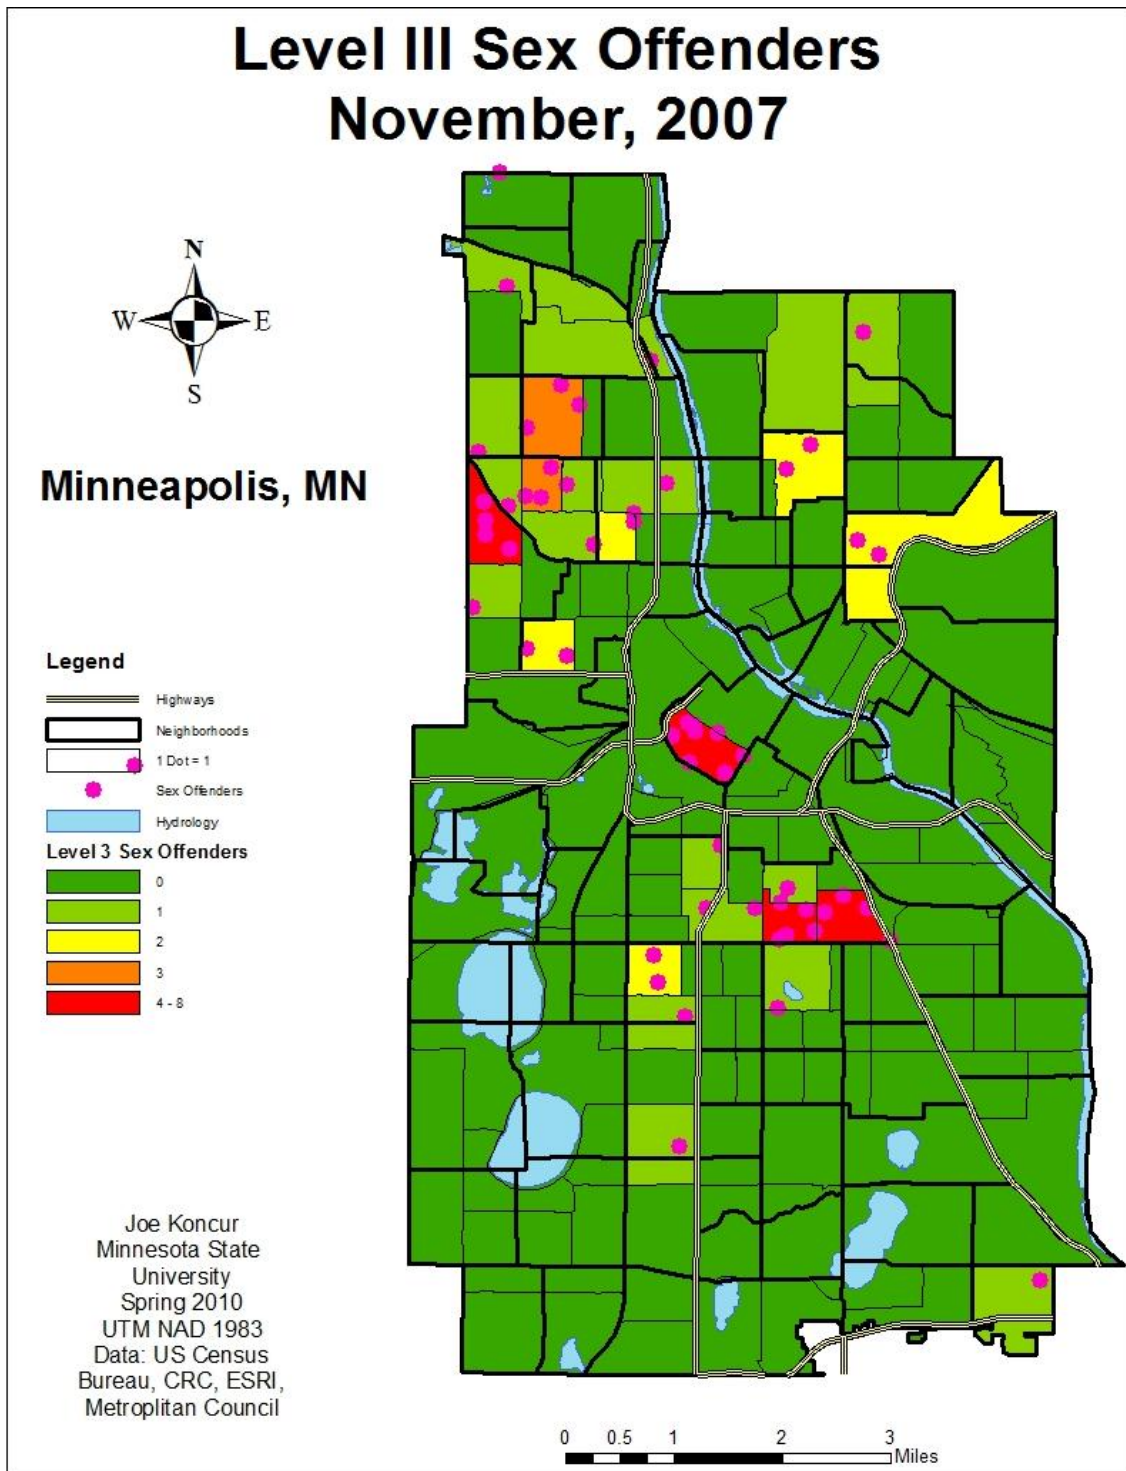 Level III Sex Offenders
November, 2007
N
W
E
S
Minneapolis, MN
Legend
Highways
Neighborhoods
1 Dot = 1
Sex Offenders
Hydrology
Level 3 Sex Offenders
0
1
2
3
4 - 8
Joe Koncur
Minnesota State
University
Spring 2010
UTM NAD 1983
Data: US Census
Bureau, CRC, ESRI,
Metroplitan Council
0 0.5 1 2 3
Miles